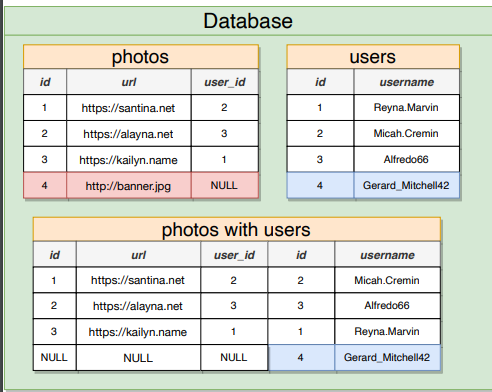 Database
photos
id url user_id
1 https://santina.net 2
2 https://alayna.net 3
3 https://kailyn.name 1
4 http://banner.jpg NULL
users
id username
1 Reyna.Marvin
2 Micah.Cremin
3 Alfredo66
4 Gerard_Mitchell42
photos with users
id url user_id id username
1 https://santina.net 2 2 Micah.Cremin
2 https://alayna.net 3 3 Alfredo66
3 https://kailyn.name 1 1 Reyna.Marvin
NULL NULL NULL 4 Gerard_Mitchell42